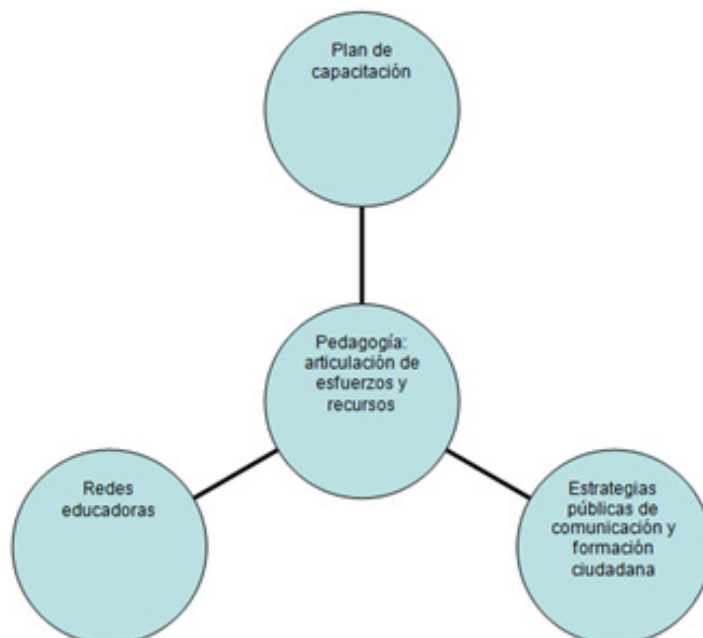 Plan de
capacitación
Pedagogía:
articulación de
esfuerzos y
recursos
Redes
educadoras
Estrategias
públicas de
comunicación y
formación
ciudadana